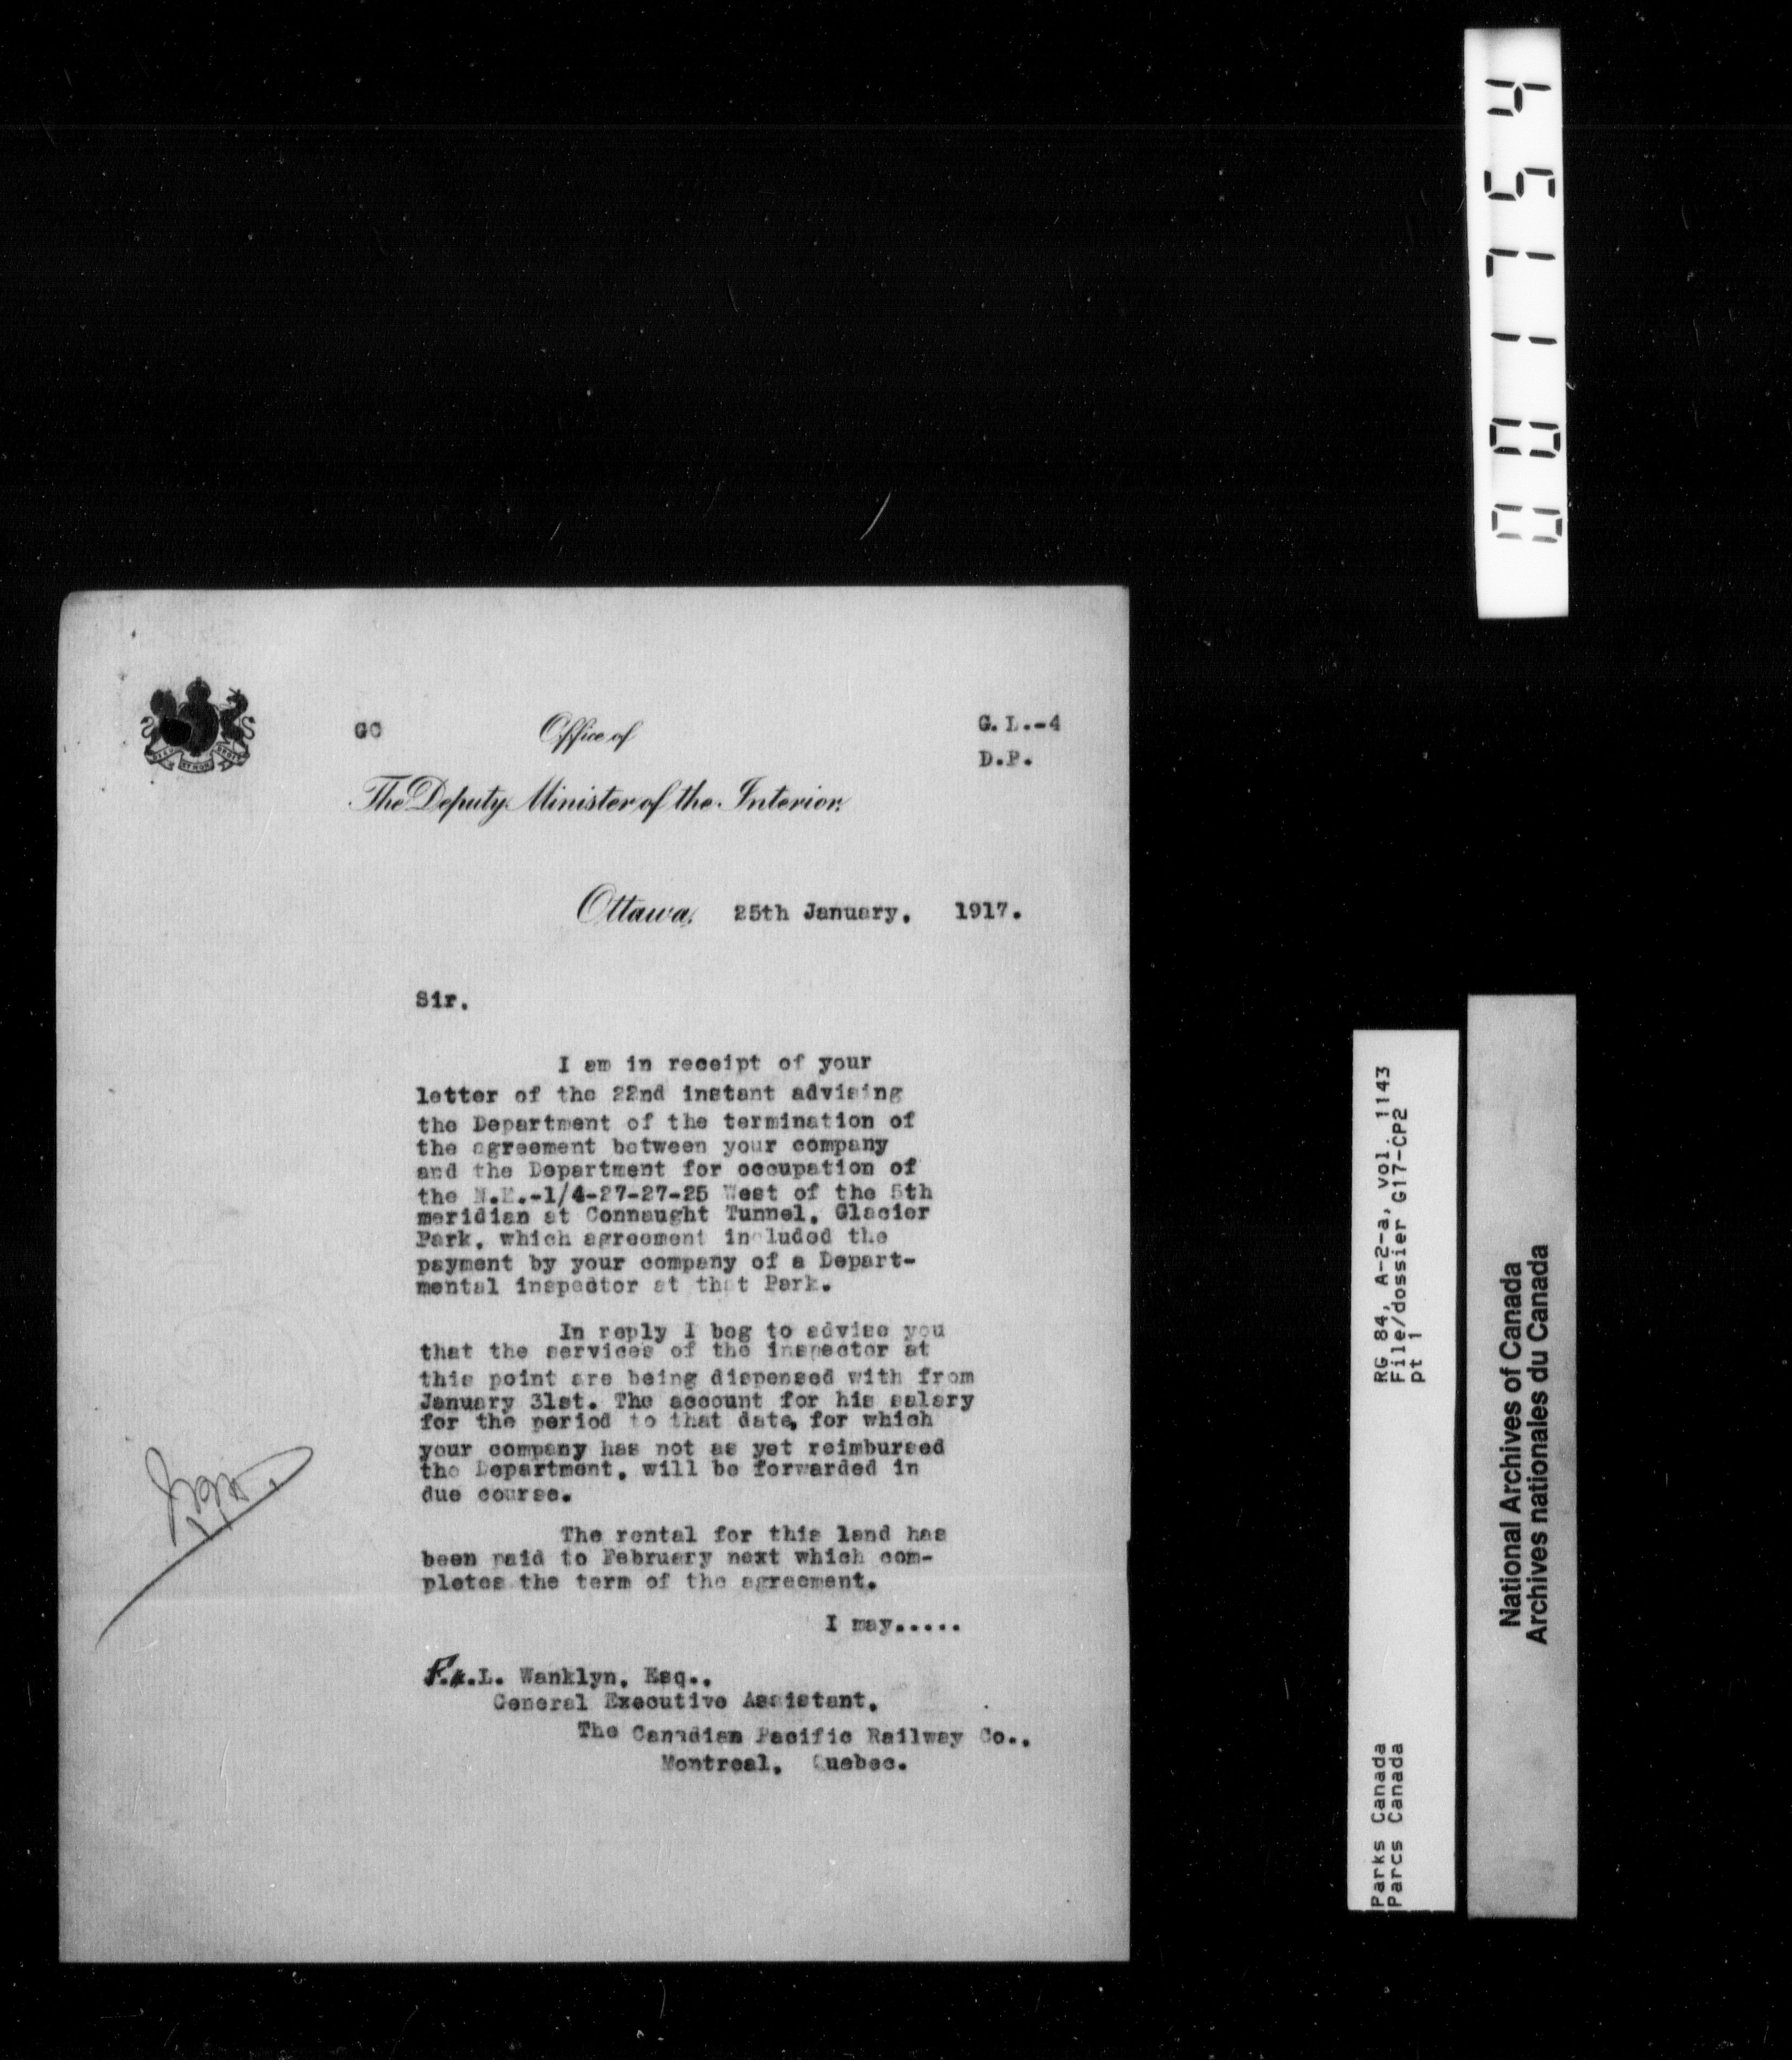 GC
Office of
G.L.-4
D.P.
The Deputy Minister of the Interior.
Ottawa, 25th January, 1917.
Sir,
I am in receipt of your
letter of the 22nd instant advising
the Department of the termination of
the agreement between your company
and the Department for occupation of
the N.E.-1/4-27-27-25 West of the 5th
meridian at Connaught Tunnel, Glacier
Park, which agreement included the
payment by your company of a Depart-
mental inspector at that Park.
In reply I beg to advise you
that the services of the inspector at
this point are being dispensed with from
January 31st. The account for his salary
for the period to that date, for which
your company has not as yet reimbursed
the Department, will be forwarded in
due course.
The rental for this land has
been paid to February next which com-
pletes the term of the agreement.
I may.....
L. Wanklyn, Esq.,
General Executive Assistant,
The Canadian Pacific Railway Co.,
Montreal, Quebec.
001754
RG 84, A-2-a, vol. 1143
File/dossier G17-CP2
pt 1
Parks Canada
Parcs Canada
National Archives of Canada
Archives nationales du Canada